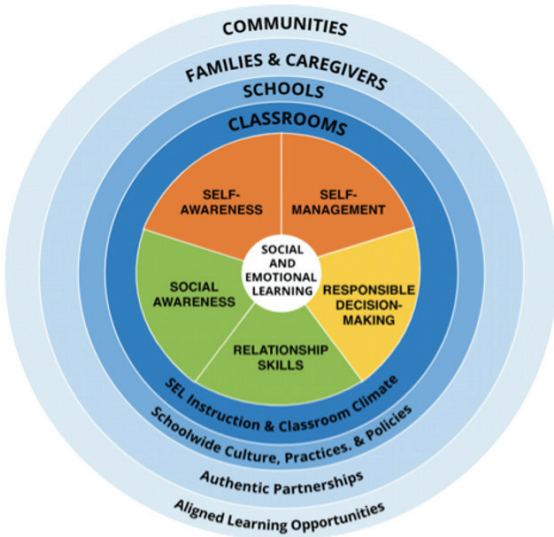 COMMUNITIES
FAMILIES & CAREGIVERS
SCHOOLS
CLASSROOMS
SELF-
AWARENESS
SELF-
MANAGEMENT
SOCIAL
AND
EMOTIONAL
LEARNING
SOCIAL
AWARENESS
RESPONSIBLE
DECISION-
MAKING
RELATIONSHIP
SKILLS
SEL Instruction & Classroom Climate
Schoolwide Culture, Practices. & Policies
Authentic Partnerships
Aligned Learning Opportunities